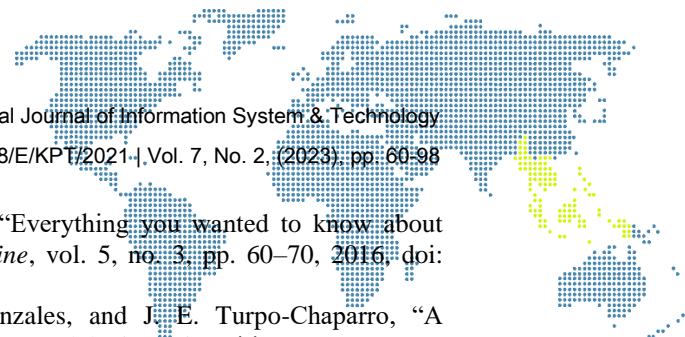 al Journal of Information System & Technology
8/E/KPT/2021 | Vol. 7, No. 2, (2023), pp. 60-98
“Everything you wanted to know about
ine, vol. 5, no. 3, pp. 60–70, 2016, doi:
nzales, and J. E. Turpo-Chaparro, “A